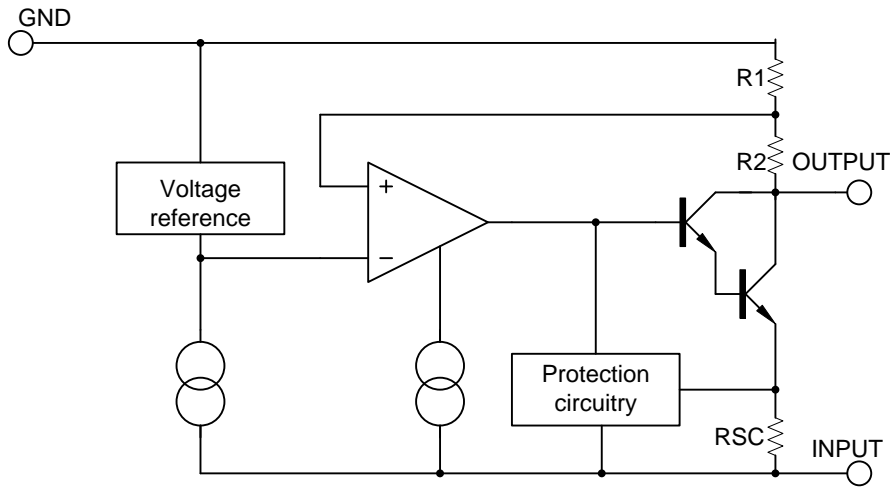 GND
R1
R2
OUTPUT
Voltage
reference
+
−
Protection
circuitry
RSC
INPUT